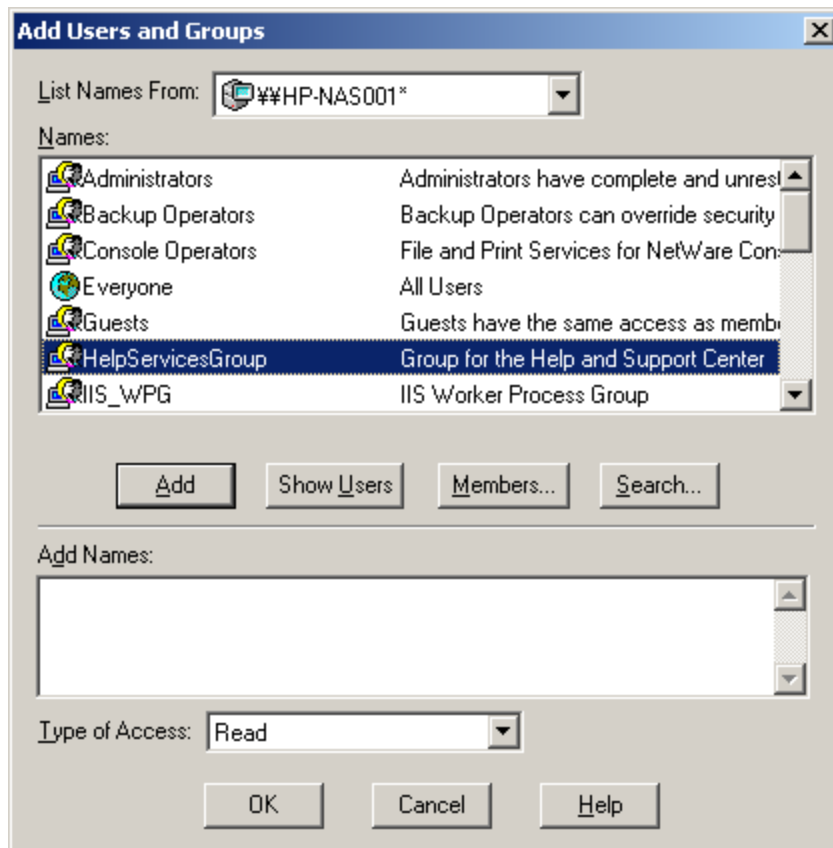 Add Users and Groups
List Names From: ¥¥HP-NAS001*
Names:
Administrators Administrators have complete and unrest
Backup Operators Backup Operators can override security
Console Operators File and Print Services for NetWare Con
Everyone All Users
Guests Guests have the same access as memb
HelpServicesGroup Group for the Help and Support Center
IIS_WPG IIS Worker Process Group
Add Show Users Members... Search...
Add Names:
Type of Access: Read
OK Cancel Help